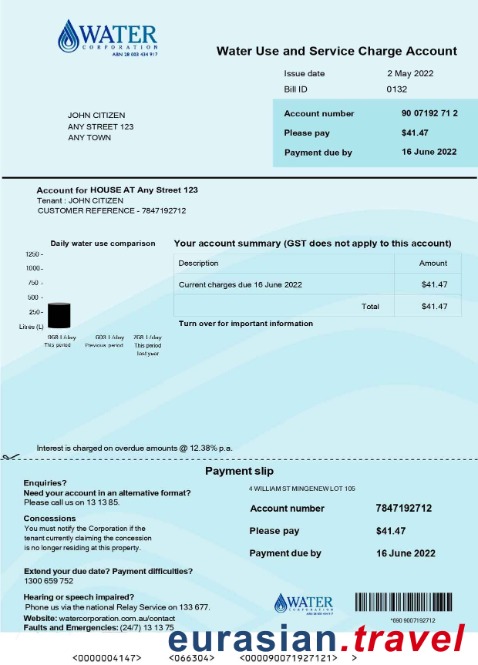 WATER
CORPORATION
ABN 28 003 434 917
Water Use and Service Charge Account
Issue date 2 May 2022
Bill ID 0132
JOHN CITIZEN
ANY STREET 123
ANY TOWN
Account number 90 07192 71 2
Please pay $41.47
Payment due by 16 June 2022
Account for HOUSE AT Any Street 123
Tenant : JOHN CITIZEN
CUSTOMER REFERENCE - 7847192712
Daily water use comparison
1250 -
1000 -
750 -
500 -
250 -
L/day
This period
L/day
Previous period
L/day
This period
last year
Your account summary (GST does not apply to this account)
Description Amount
Current charges due 16 June 2022 $41.47
Total $41.47
Turn over for important information
Interest is charged on overdue amounts @ 12.38% p.a.
Payment slip
Enquiries?
Need your account in an alternative format?
Please call us on 13 13 85.
Concessions
You must notify the Corporation if the
tenant currently claiming the concession
is no longer residing at this property.
Extend your due date? Payment difficulties?
1300 659 752
Hearing or speech impaired?
Phone us via the national Relay Service on 133 677.
Website: watercorporation.com.au/contact
Faults and Emergencies: (24/7) 13 13 75
4 WILLIAM ST MINGENEW LOT 105
Account number 7847192712
Please pay $41.47
Payment due by 16 June 2022
WATER
CORPORATION
*090 9007192712
eurasian.travel
<0000004147> <066304> <0000900719271 21> >